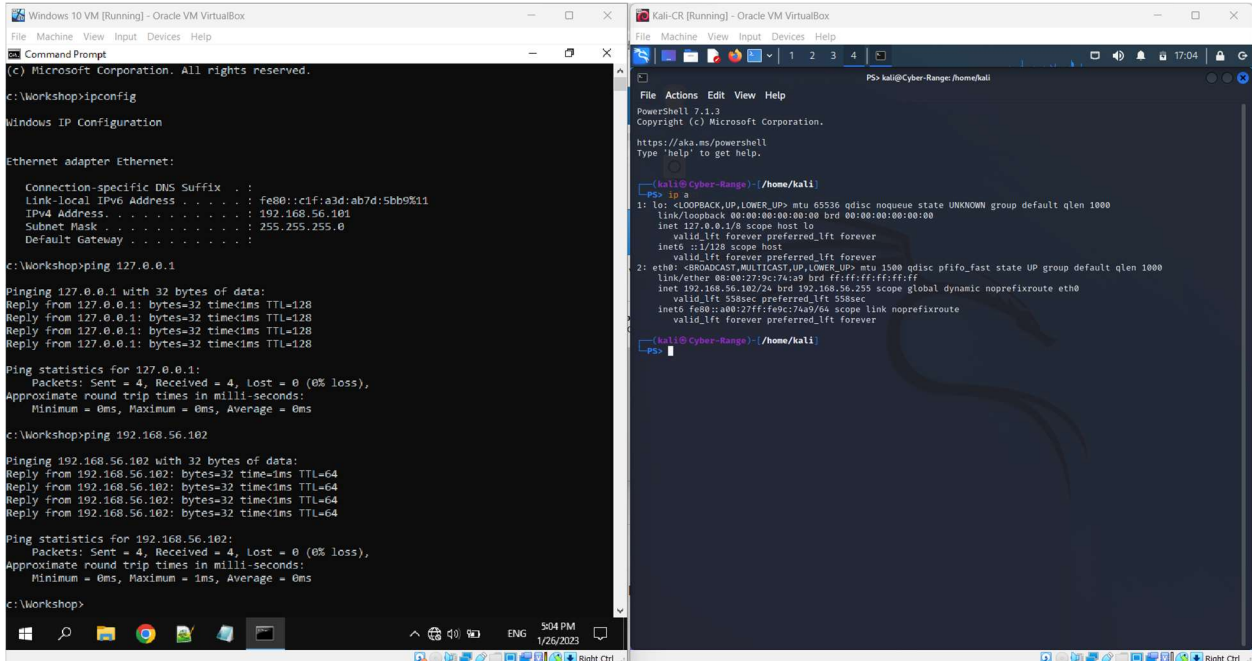 Windows 10 VM [Running] - Oracle VM VirtualBox
File Machine View Input Devices Help
Command Prompt
(c) Microsoft Corporation. All rights reserved.
c:\Workshop>ipconfig
Windows IP Configuration
Ethernet adapter Ethernet:
Connection-specific DNS Suffix . :
Link-local IPv6 Address . . . . . : fe80::c1f:a3d:ab7d:5bb9%11
IPv4 Address. . . . . . . . . . . : 192.168.56.101
Subnet Mask . . . . . . . . . . . : 255.255.255.0
Default Gateway . . . . . . . . . :
c:\Workshop>ping 127.0.0.1
Pinging 127.0.0.1 with 32 bytes of data:
Reply from 127.0.0.1: bytes=32 time<1ms TTL=128
Reply from 127.0.0.1: bytes=32 time<1ms TTL=128
Reply from 127.0.0.1: bytes=32 time<1ms TTL=128
Reply from 127.0.0.1: bytes=32 time<1ms TTL=128
Ping statistics for 127.0.0.1:
Packets: Sent = 4, Received = 4, Lost = 0 (0% loss),
Approximate round trip times in milli-seconds:
Minimum = 0ms, Maximum = 0ms, Average = 0ms
c:\Workshop>ping 192.168.56.102
Pinging 192.168.56.102 with 32 bytes of data:
Reply from 192.168.56.102: bytes=32 time=1ms TTL=64
Reply from 192.168.56.102: bytes=32 time<1ms TTL=64
Reply from 192.168.56.102: bytes=32 time<1ms TTL=64
Reply from 192.168.56.102: bytes=32 time<1ms TTL=64
Ping statistics for 192.168.56.102:
Packets: Sent = 4, Received = 4, Lost = 0 (0% loss),
Approximate round trip times in milli-seconds:
Minimum = 0ms, Maximum = 1ms, Average = 0ms
c:\Workshop>
ENG
5:04 PM
1/26/2023
Right Ctrl
Kali-CR [Running] - Oracle VM VirtualBox
File Machine View Input Devices Help
1 2 3 4
17:04
PS> kali@Cyber-Range: /home/kali
File Actions Edit View Help
PowerShell 7.1.3
Copyright (c) Microsoft Corporation.
https://aka.ms/powershell
Type 'help' to get help.
┌──(kali㉿Cyber-Range)-[/home/kali]
└─PS> ip a
1: lo: <LOOPBACK,UP,LOWER_UP> mtu 65536 qdisc noqueue state UNKNOWN group default qlen 1000
link/loopback 00:00:00:00:00:00 brd 00:00:00:00:00:00
inet 127.0.0.1/8 scope host lo
valid_lft forever preferred_lft forever
inet6 ::1/128 scope host
valid_lft forever preferred_lft forever
2: eth0: <BROADCAST,MULTICAST,UP,LOWER_UP> mtu 1500 qdisc pfifo_fast state UP group default qlen 1000
link/ether 08:00:27:9c:74:a9 brd ff:ff:ff:ff:ff:ff
inet 192.168.56.102/24 brd 192.168.56.255 scope global dynamic noprefixroute eth0
valid_lft 558sec preferred_lft 558sec
inet6 fe80::a00:27ff:fe9c:74a9/64 scope link noprefixroute
valid_lft forever preferred_lft forever
┌──(kali㉿Cyber-Range)-[/home/kali]
└─PS>
Right Ctrl